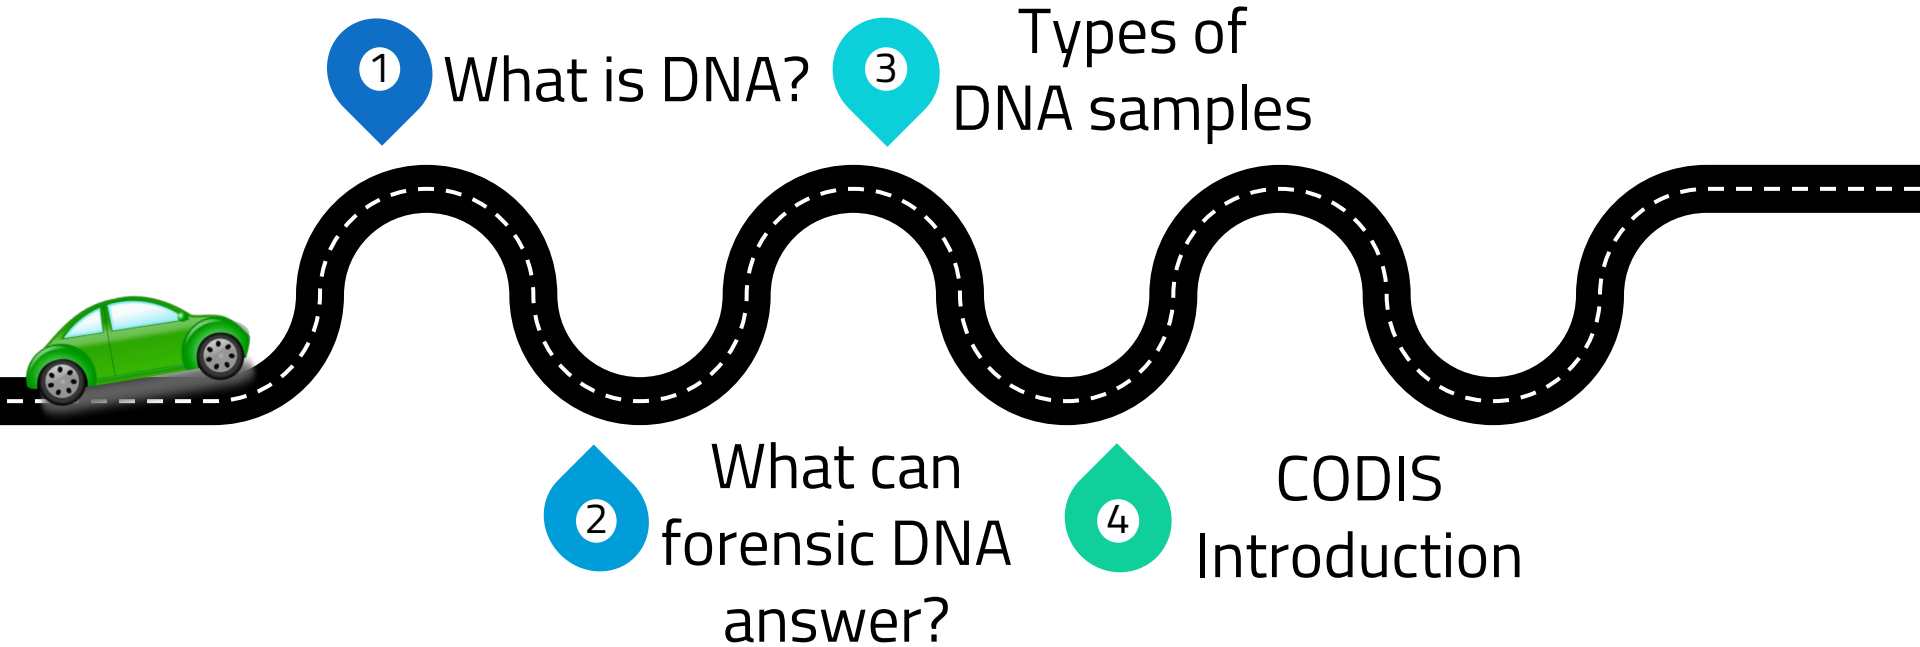 1
What is DNA?
2
What can
forensic DNA
answer?
3
Types of
DNA samples
4
CODIS
Introduction